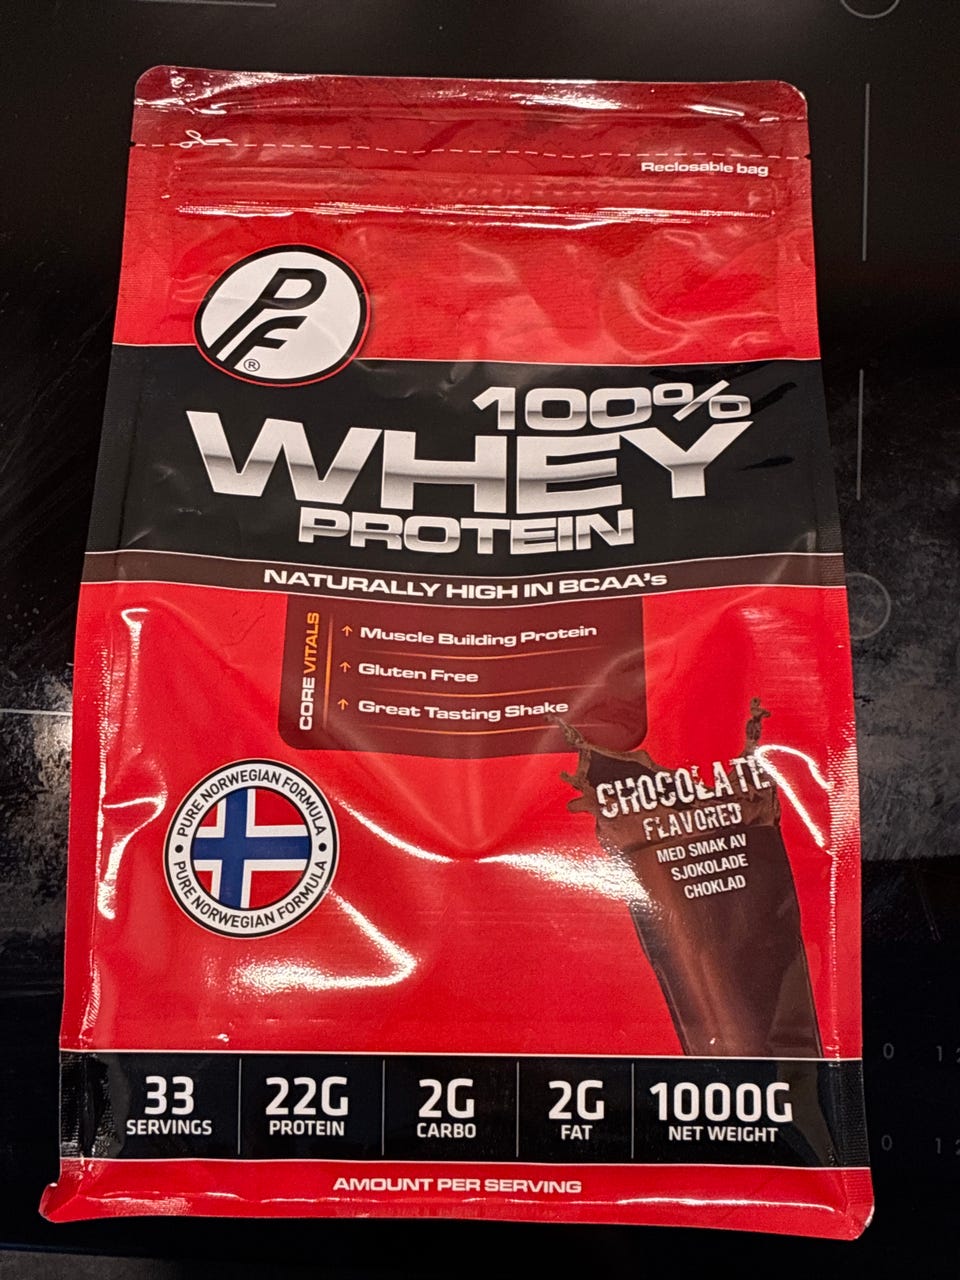 Reclosable bag
PF®
100%
WHEY
PROTEIN
NATURALLY HIGH IN BCAA's
CORE VITALS
↑ Muscle Building Protein
↑ Gluten Free
↑ Great Tasting Shake
CHOCOLATE
FLAVORED
MED SMAK AV
SJOKOLADE
CHOKLAD
• PURE NORWEGIAN FORMULA •
PURE NORWEGIAN FORMULA
33
SERVINGS
22G
PROTEIN
2G
CARBO
2G
FAT
1000G
NET WEIGHT
AMOUNT PER SERVING
0
0